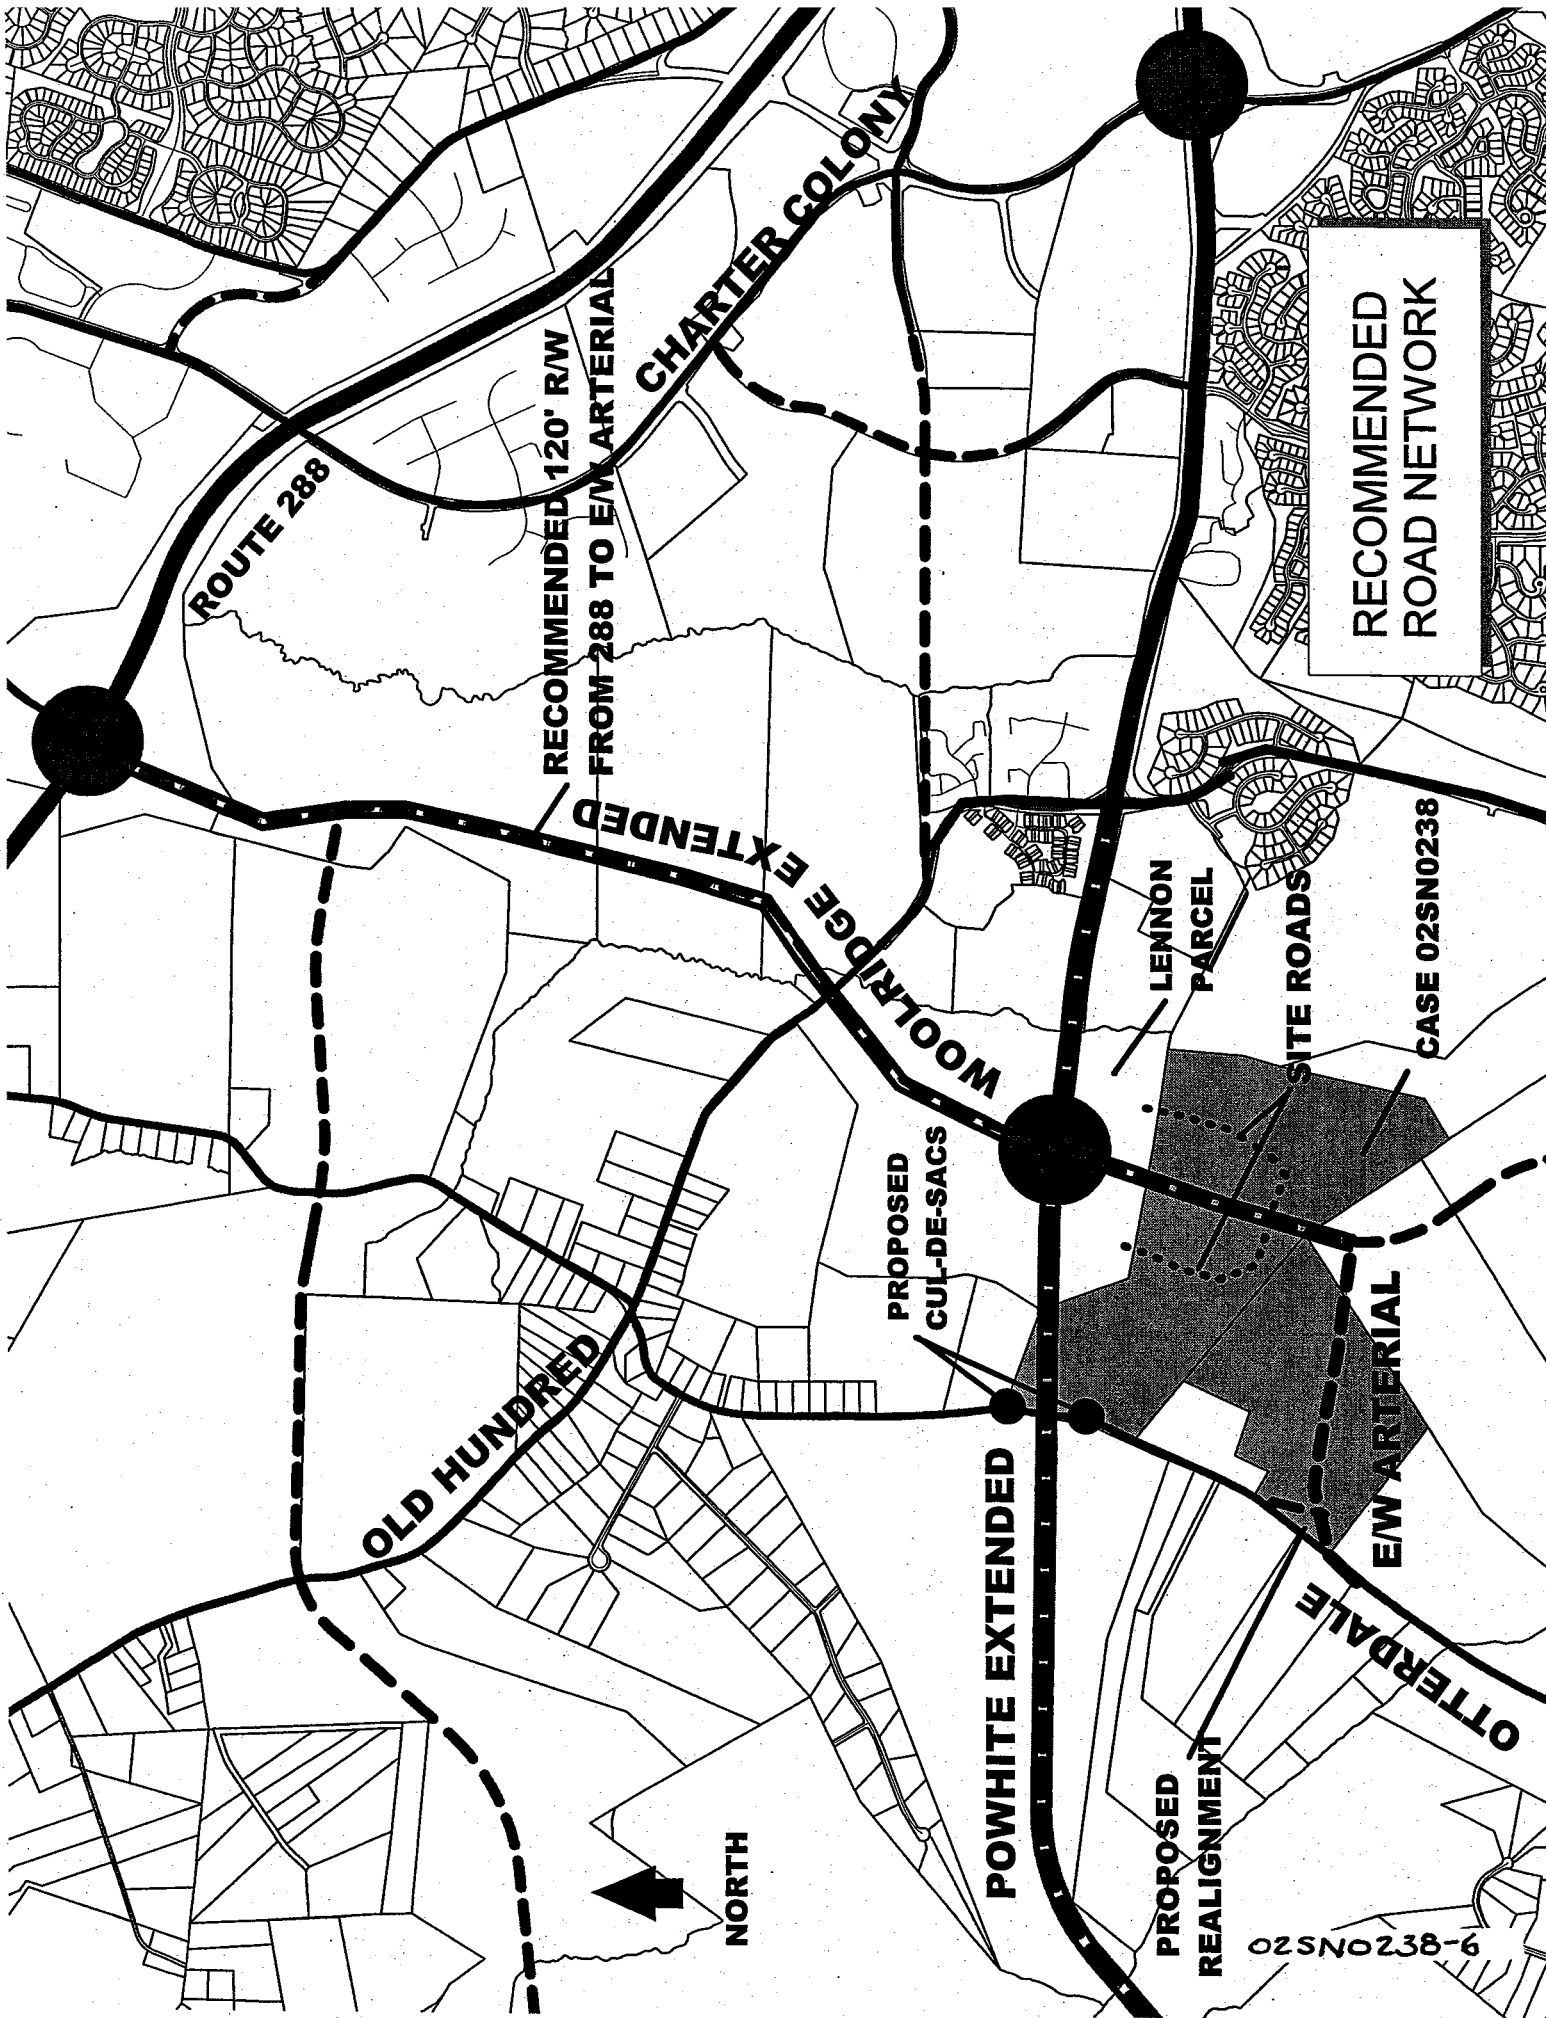 ROUTE 288
CHARTER COLONY
RECOMMENDED 120' R/W
FROM 288 TO E/W ARTERIAL
WOOLRIDGE EXTENDED
OLD HUNDRED
PROPOSED
CUL-DE-SACS
LENNON
PARCEL
SITE ROADS
CASE 02SN0238
E/W ARTERIAL
OTTERDALE
POWHITE EXTENDED
PROPOSED
REALIGNMENT
NORTH
RECOMMENDED
ROAD NETWORK
02SN0238-6